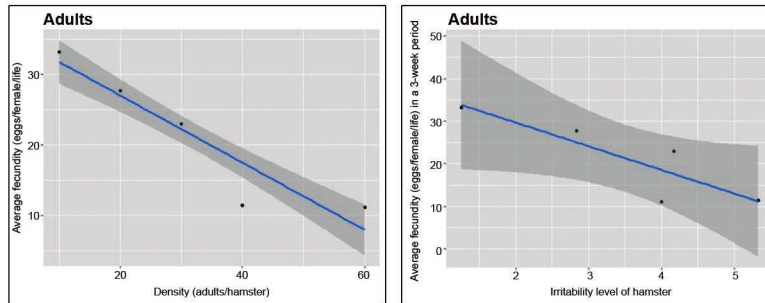 Adults
Average fecundity (eggs/female/life)
30
20
10
20
40
60
Density (adults/hamster)
Adults
Average fecundity (eggs/female/life) in a 3-week period
50
40
30
20
10
0
2
3
4
5
Irritability level of hamster